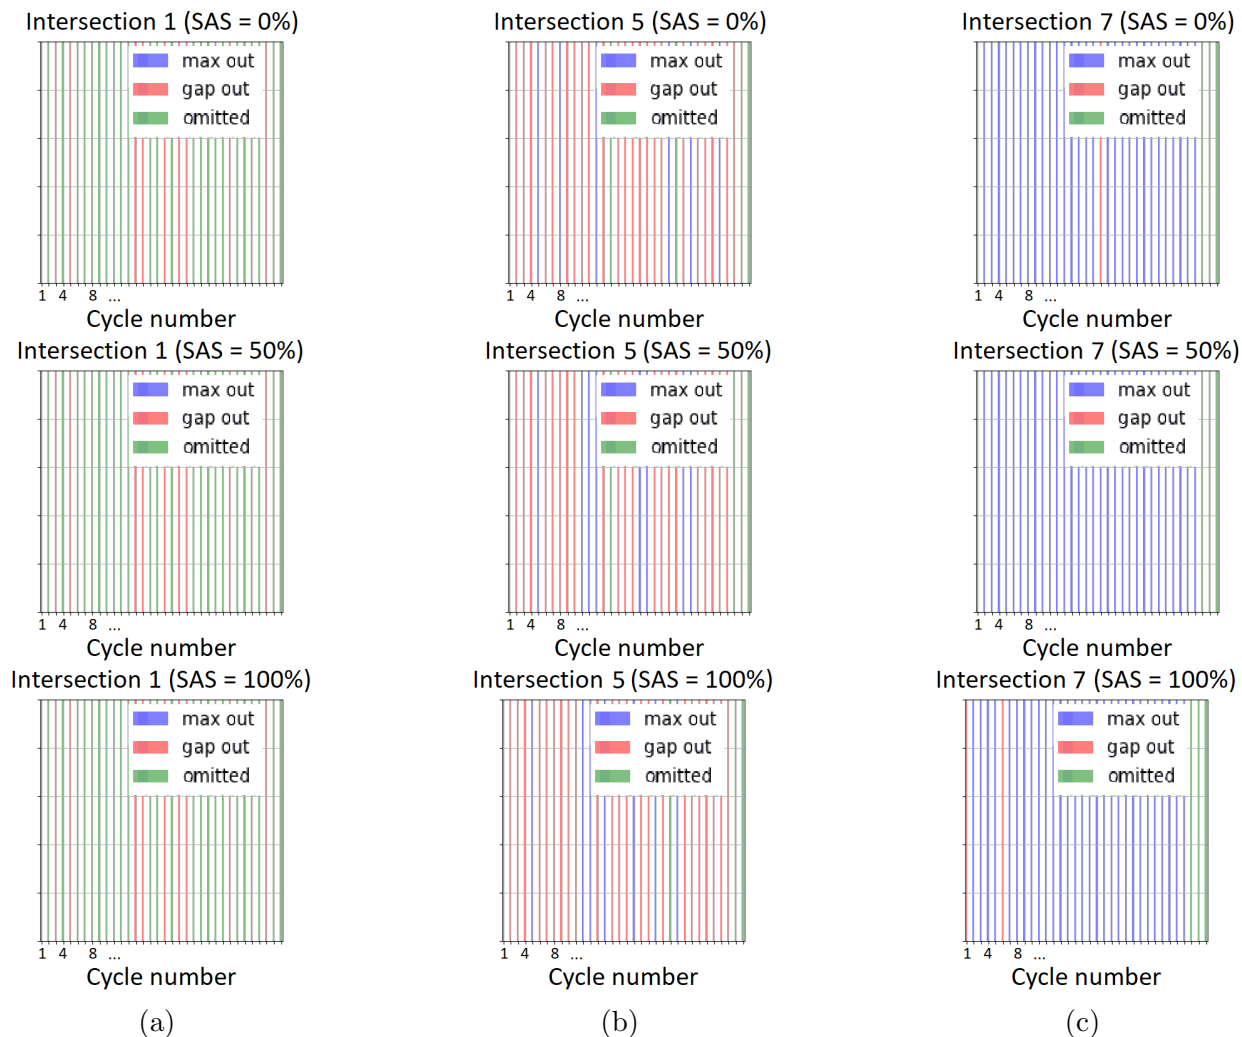 Intersection 1 (SAS = 0%)
max out
gap out
omitted
1 4 8 ...
Cycle number
Intersection 5 (SAS = 0%)
max out
gap out
omitted
1 4 8 ...
Cycle number
Intersection 7 (SAS = 0%)
max out
gap out
omitted
1 4 8 ...
Cycle number
Intersection 1 (SAS = 50%)
max out
gap out
omitted
1 4 8 ...
Cycle number
Intersection 5 (SAS = 50%)
max out
gap out
omitted
1 4 8 ...
Cycle number
Intersection 7 (SAS = 50%)
max out
gap out
omitted
1 4 8 ...
Cycle number
Intersection 1 (SAS = 100%)
max out
gap out
omitted
1 4 8 ...
Cycle number
Intersection 5 (SAS = 100%)
max out
gap out
omitted
1 4 8 ...
Cycle number
Intersection 7 (SAS = 100%)
max out
gap out
omitted
1 4 8 ...
Cycle number
(a)
(b)
(c)